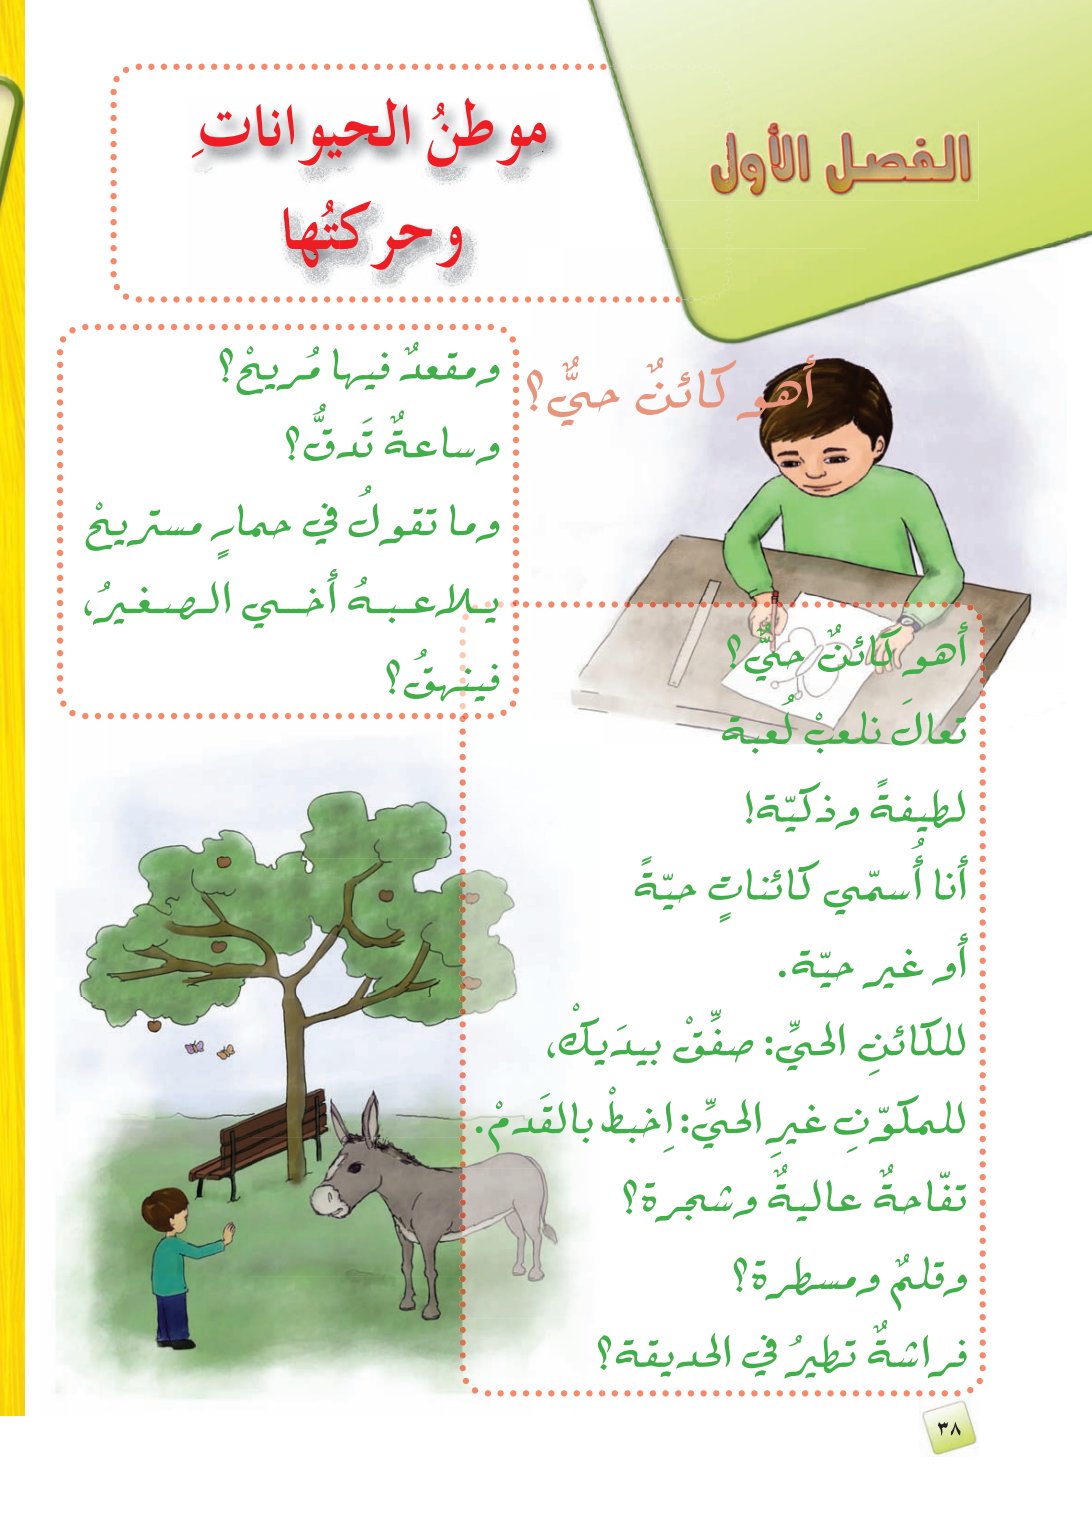 الفصل الأول
موطنُ الحيواناتِ
وحركتُها
أهو كائنٌ حيٌّ؟
أهو كائنٌ حيٌّ؟
تعالَ نلعبْ لُعبة
لطيفةً وذكيّة!
أنا أُسمّي كائناتٍ حيّةً
أو غير حيّة.
للكائنِ الحيِّ: صفِّقْ بيدَيكْ،
للمكوّنِ غيرِ الحيِّ: اِخبطْ بالقَدمْ.
تفّاحةٌ عاليةٌ وشجرة؟
وقلمٌ ومسطرة؟
فراشةٌ تطيرُ في الحديقة؟
ومقعدٌ فيها مُريحْ؟
وساعةٌ تَدقُّ؟
وما تقولُ في حمارٍ مستريحْ
يلاعبهُ أخي الصغيرُ،
فينهقُ؟
٣٨